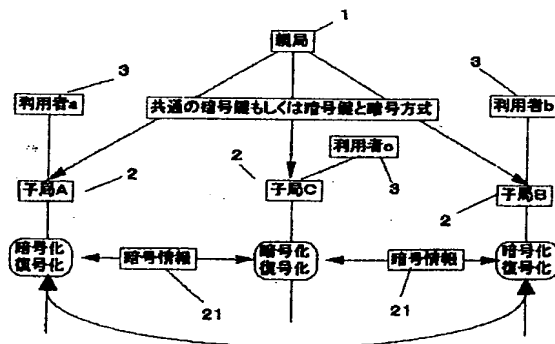 1
親局
3
利用者a
3
利用者b
共通の暗号鍵もしくは暗号鍵と暗号方式
利用者c
3
2
子局A
2
子局C
2
子局B
暗号化
復号化
暗号情報
21
暗号化
復号化
暗号情報
21
暗号化
復号化